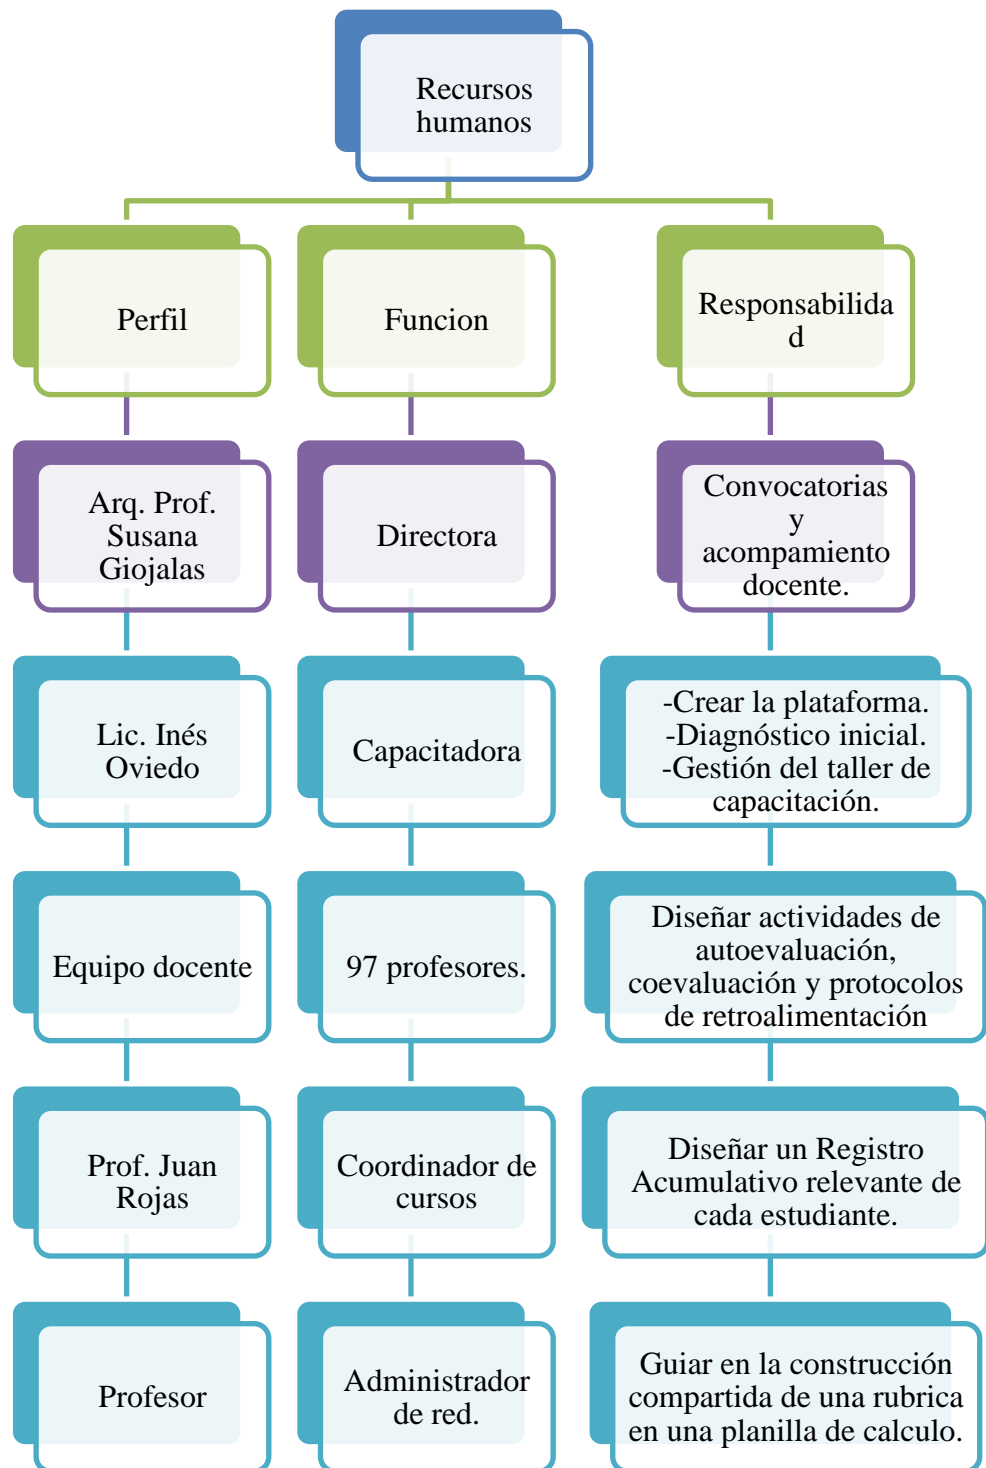 Recursos
humanos
Perfil
Funcion
Responsabilida
d
Arq. Prof.
Susana
Giojalas
Directora
Convocatorias
y
acompamiento
docente.
Lic. Inés
Oviedo
Capacitadora
-Crear la plataforma.
-Diagnóstico inicial.
-Gestión del taller de
capacitación.
Equipo docente
97 profesores.
Diseñar actividades de
autoevaluación,
coevaluación y protocolos
de retroalimentación
Prof. Juan
Rojas
Coordinador de
cursos
Diseñar un Registro
Acumulativo relevante de
cada estudiante.
Profesor
Administrador
de red.
Guiar en la construcción
compartida de una rubrica
en una planilla de calculo.